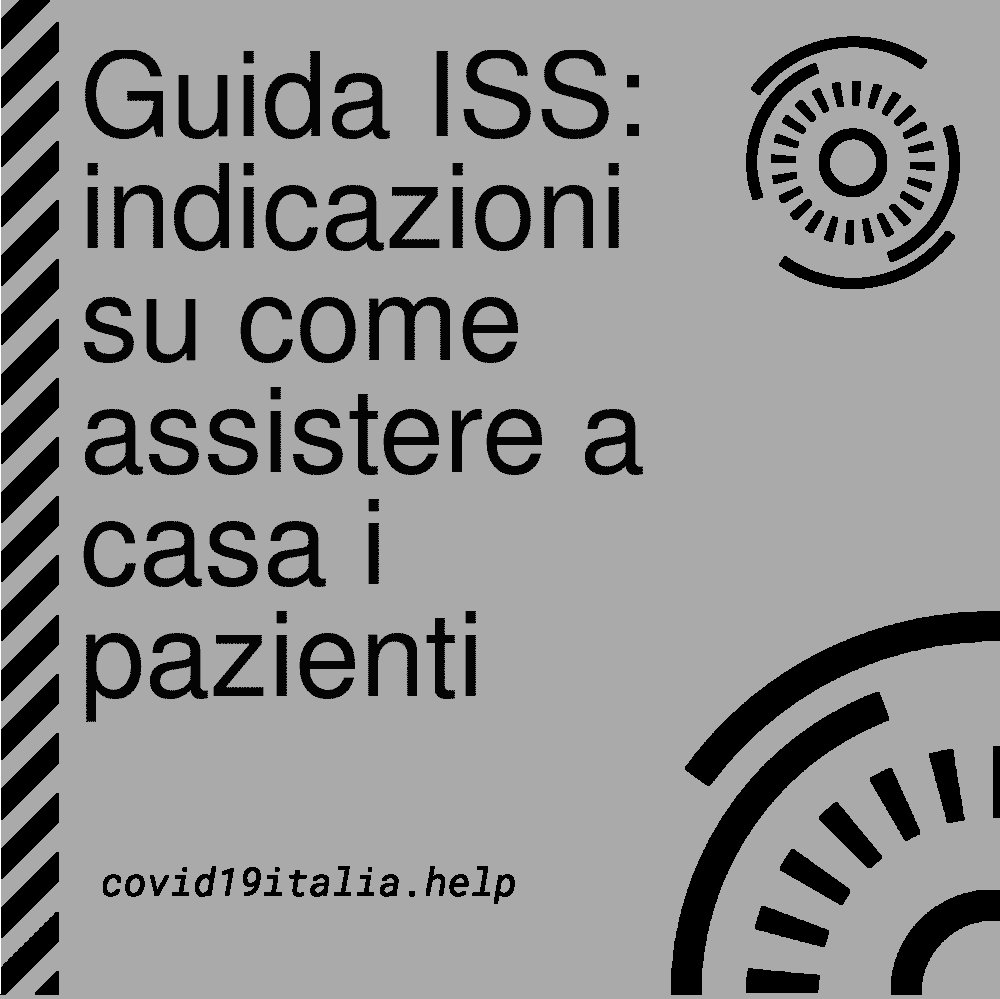 Guida ISS:
indicazioni
su come
assistere a
casa i
pazienti
covid19italia.help